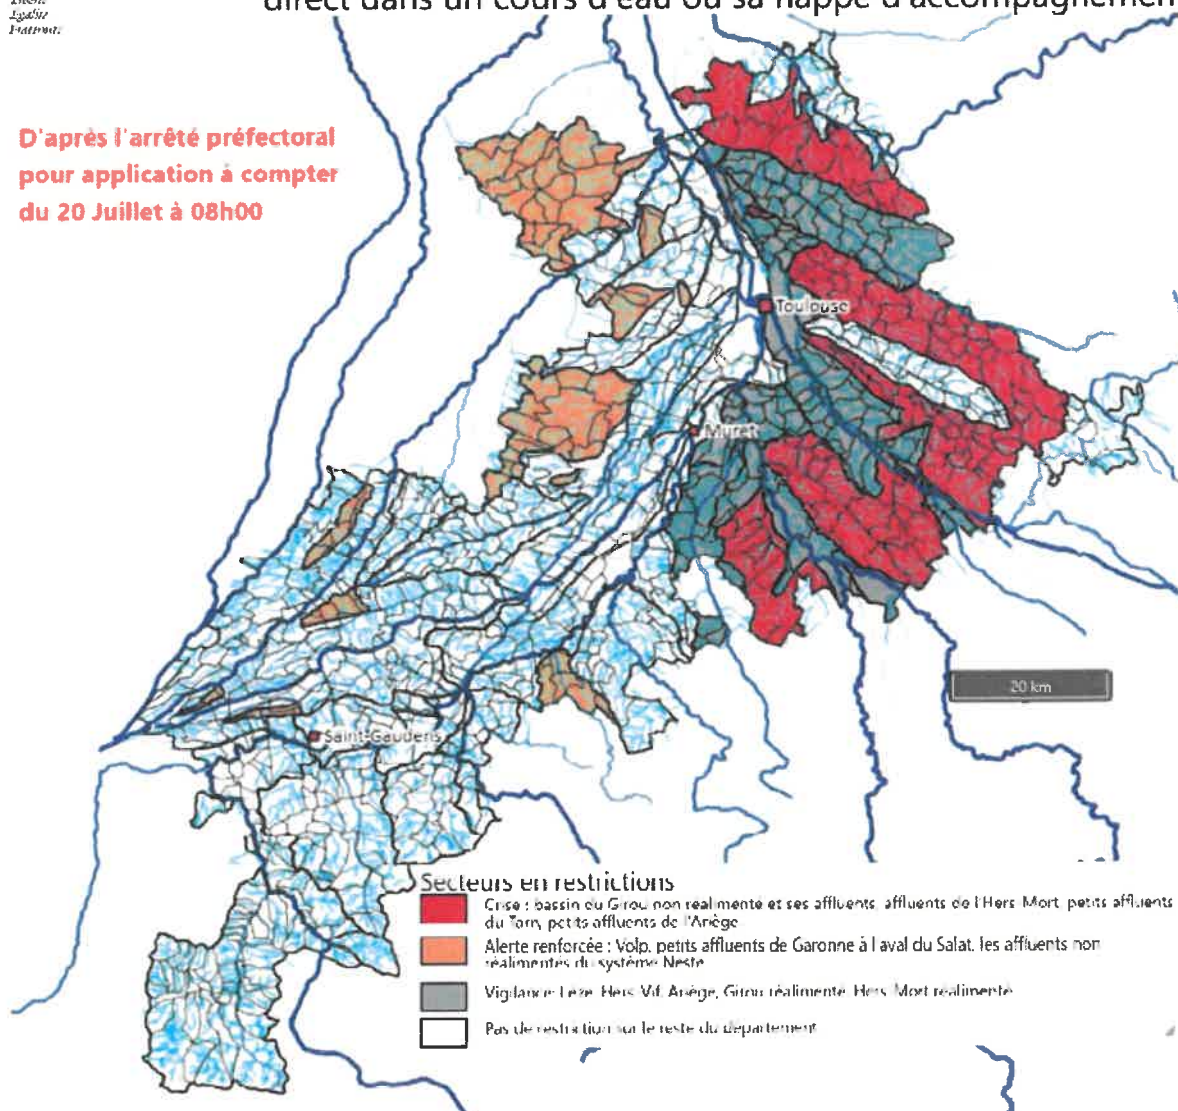 Égalité
Fraternité
direct dans un cours d'eau ou sa nappe d'accompagnement
D'après l'arrêté préfectoral
pour application à compter
du 20 Juillet à 08h00
Toulouse
Muret
20 km
Saint-Gaudens
Secteurs en restrictions
Crise : bassin du Girou non réalimenté et ses affluents, affluents de l'Hers-Mort, petits affluents
du Tarn, petits affluents de l'Ariège
Alerte renforcée : Volp, petits affluents de Garonne à l'aval du Salat, les affluents non
réalimentés du système Neste
Vigilance: Lèze, Hers-Vif, Ariège, Girou réalimenté, Hers-Mort réalimenté
Pas de restriction sur le reste du département